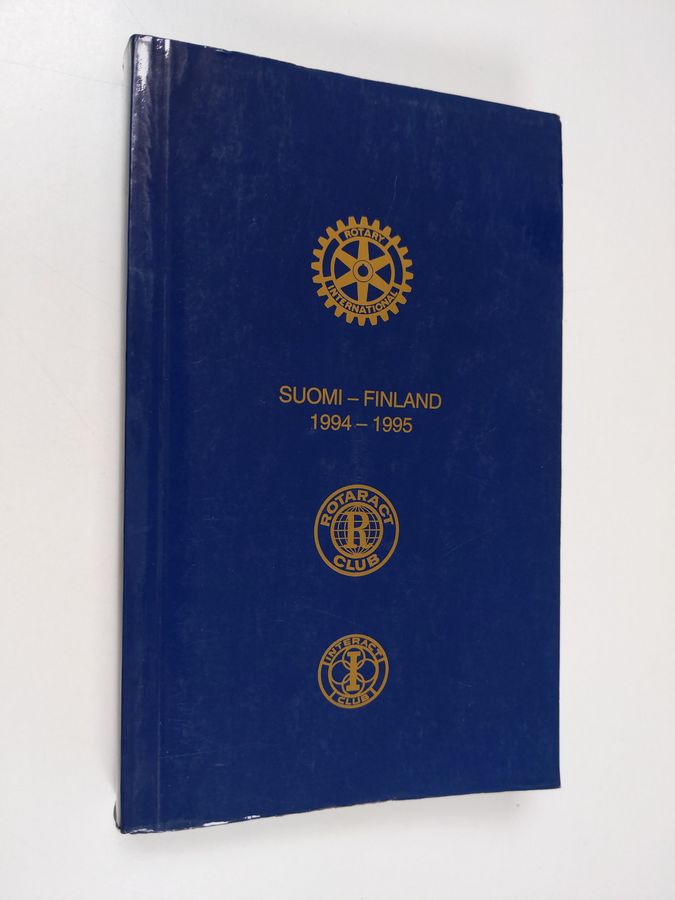 ROTARY
INTERNATIONAL
SUOMI – FINLAND
1994 – 1995
ROTARACT
R
CLUB
INTERACT
I
CLUB